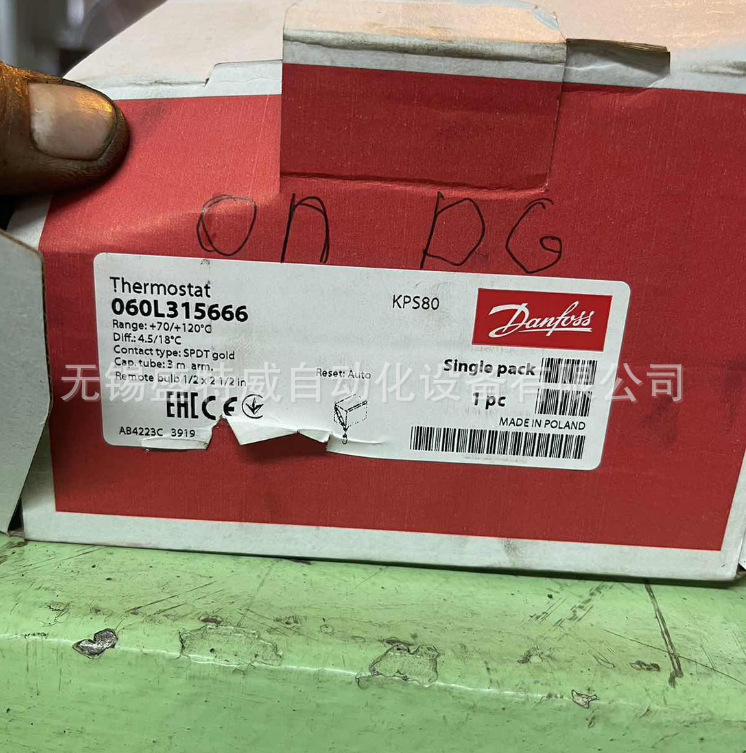 on DG
Thermostat
060L315666
Range: +70/+120°C
Diff.: 4.5/18°C
Contact type: SPDT gold
Cap. tube: 3 m arm.
Remote bulb 1/2 x 2 1/2 in
EAC CE
AB4223C 3919
Reset: Auto
KPS80
Danfoss
Single pack
1 pc
MADE IN POLAND
无锡 威自动化设备有限公司